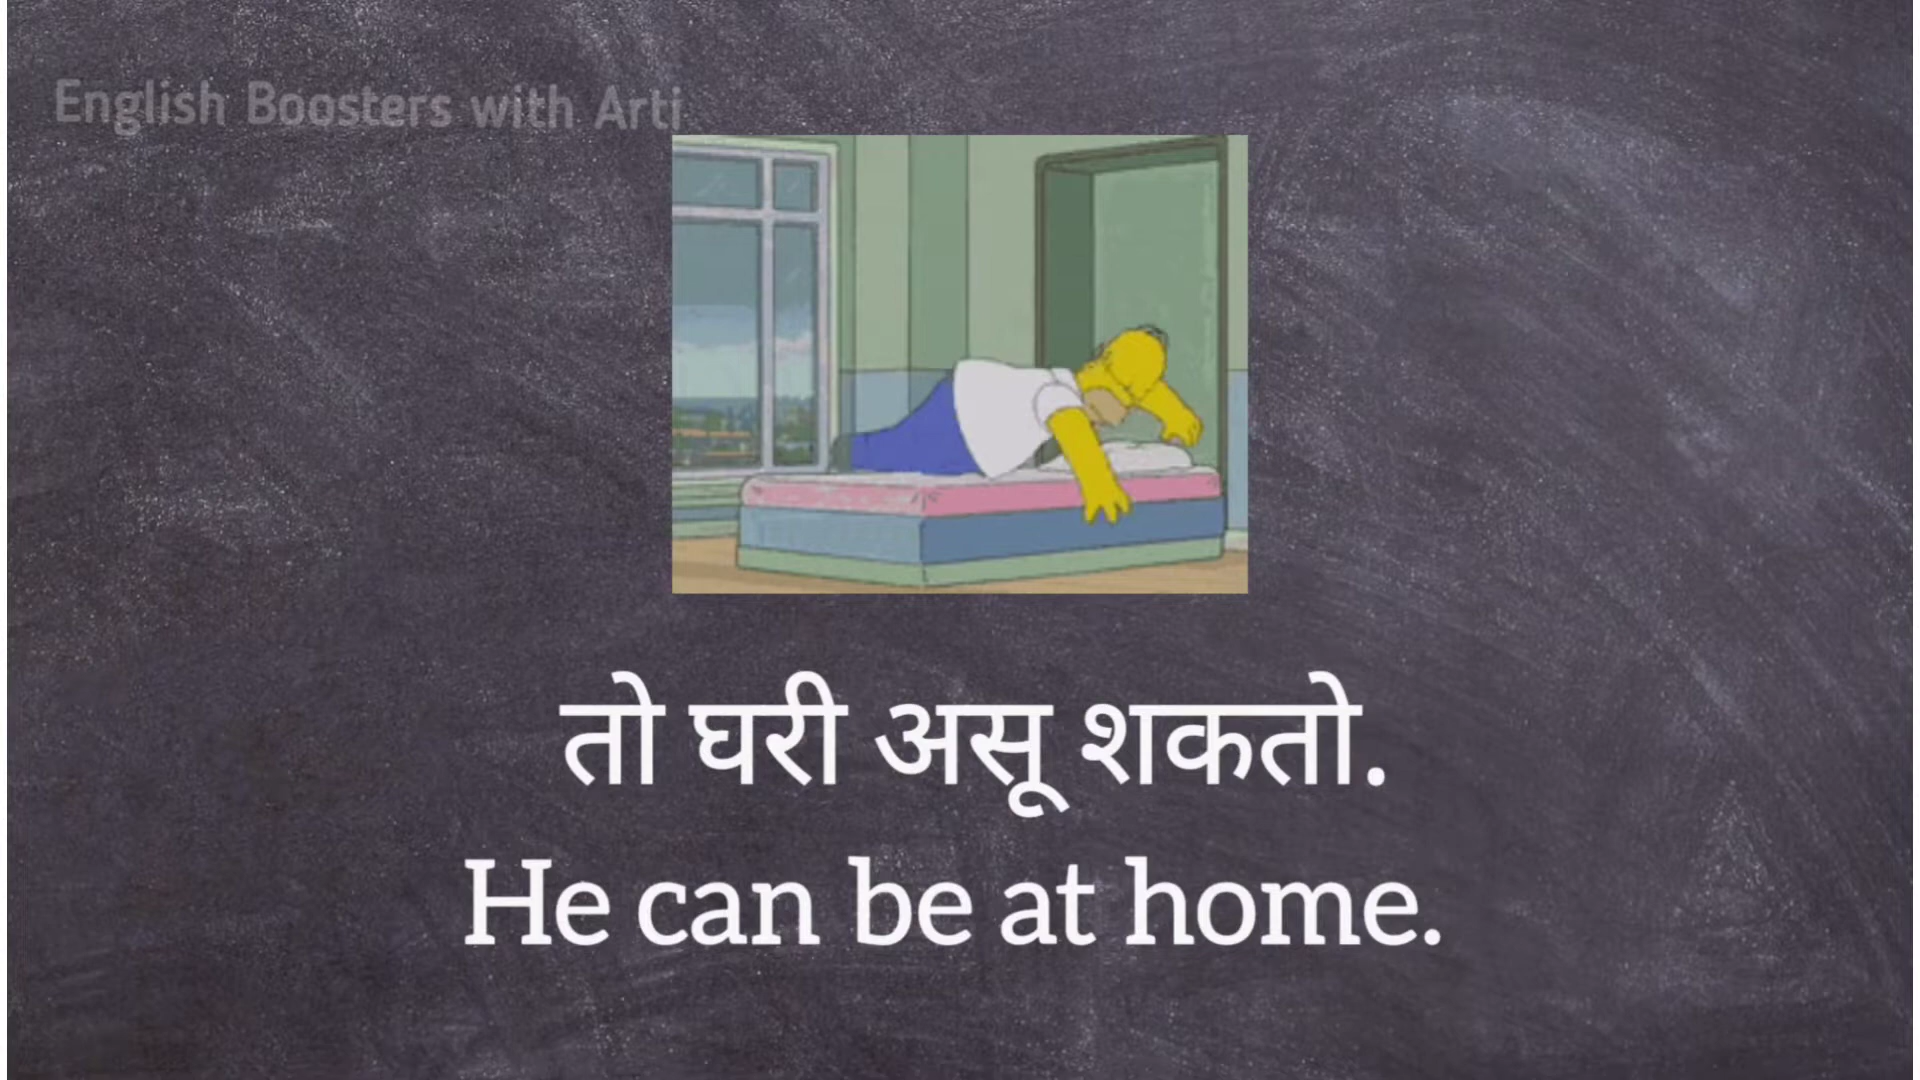 English Boosters with Arti
तो घरी असू शकतो.
He can be at home.